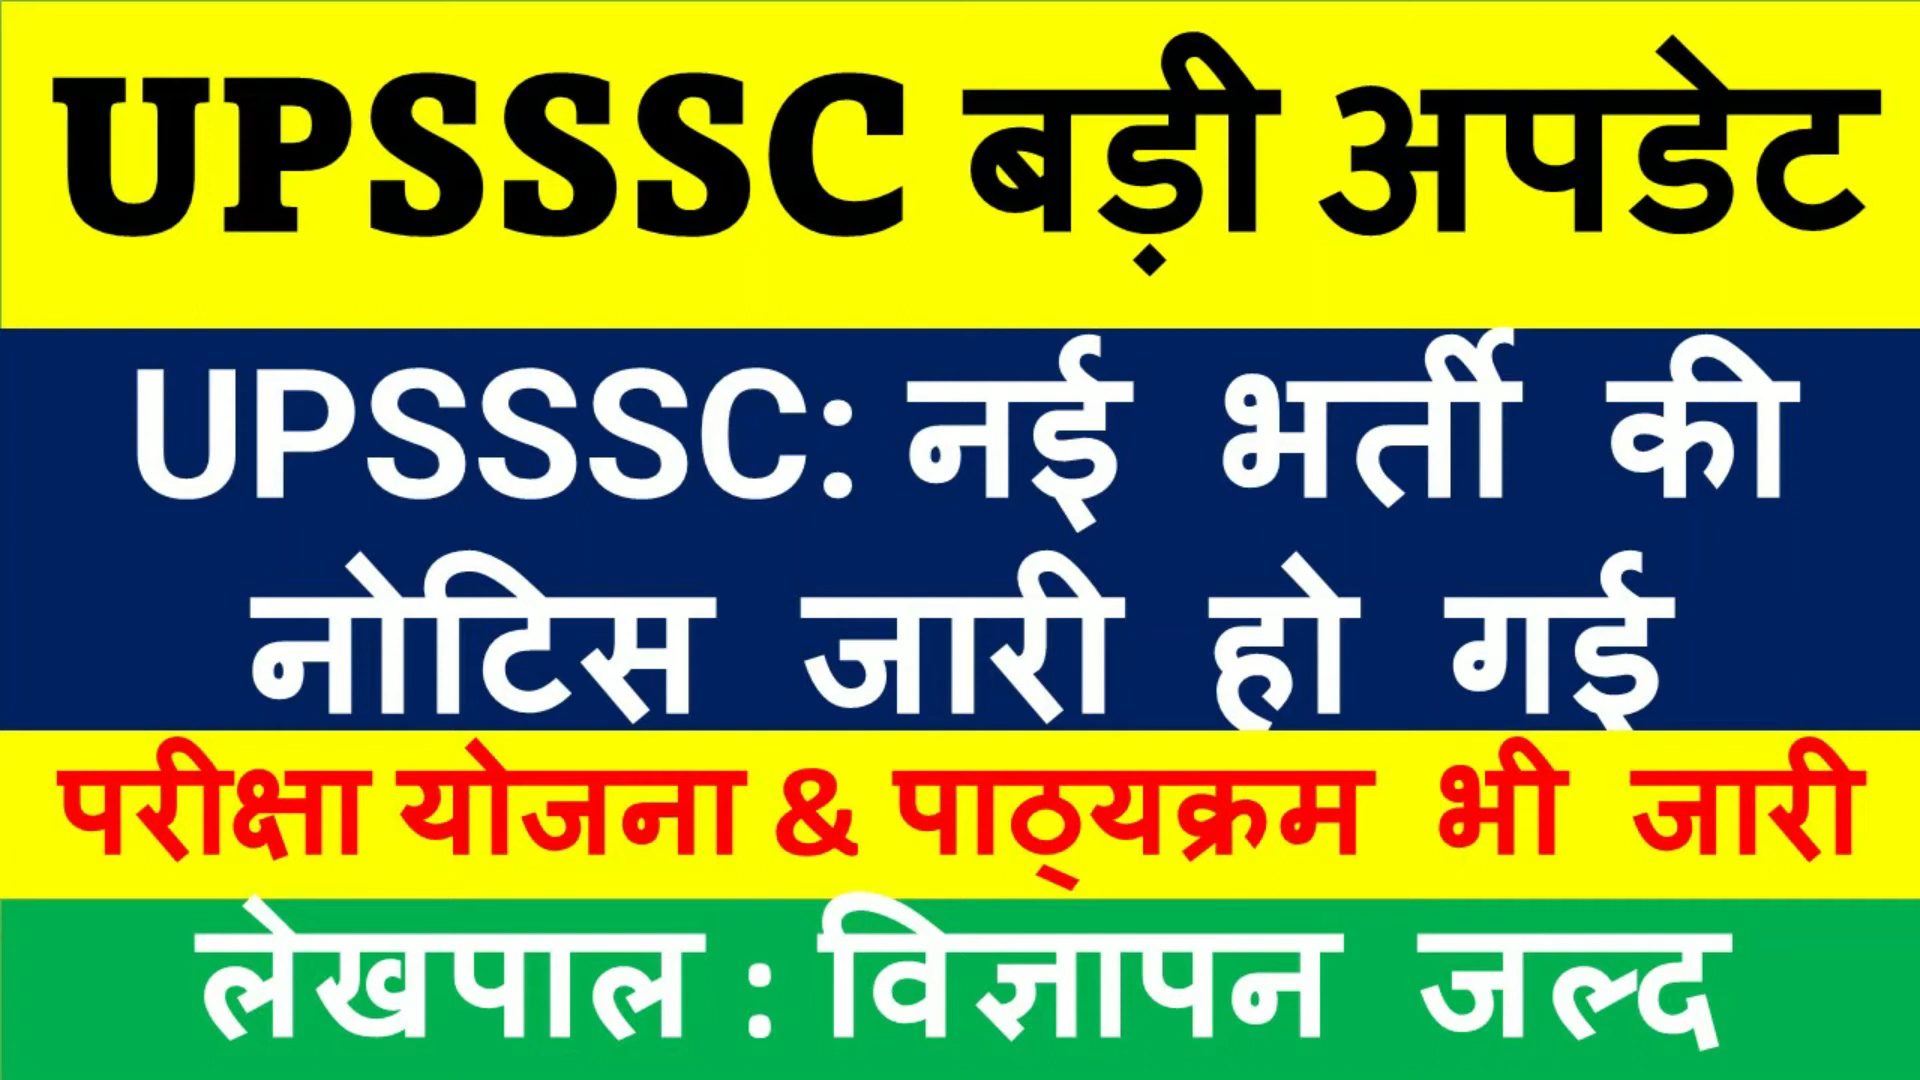 UPSSSC बड़ी अपडेट
UPSSSC: नई भर्ती की
नोटिस जारी हो गई
परीक्षा योजना & पाठ्यक्रम भी जारी
लेखपाल : विज्ञापन जल्द